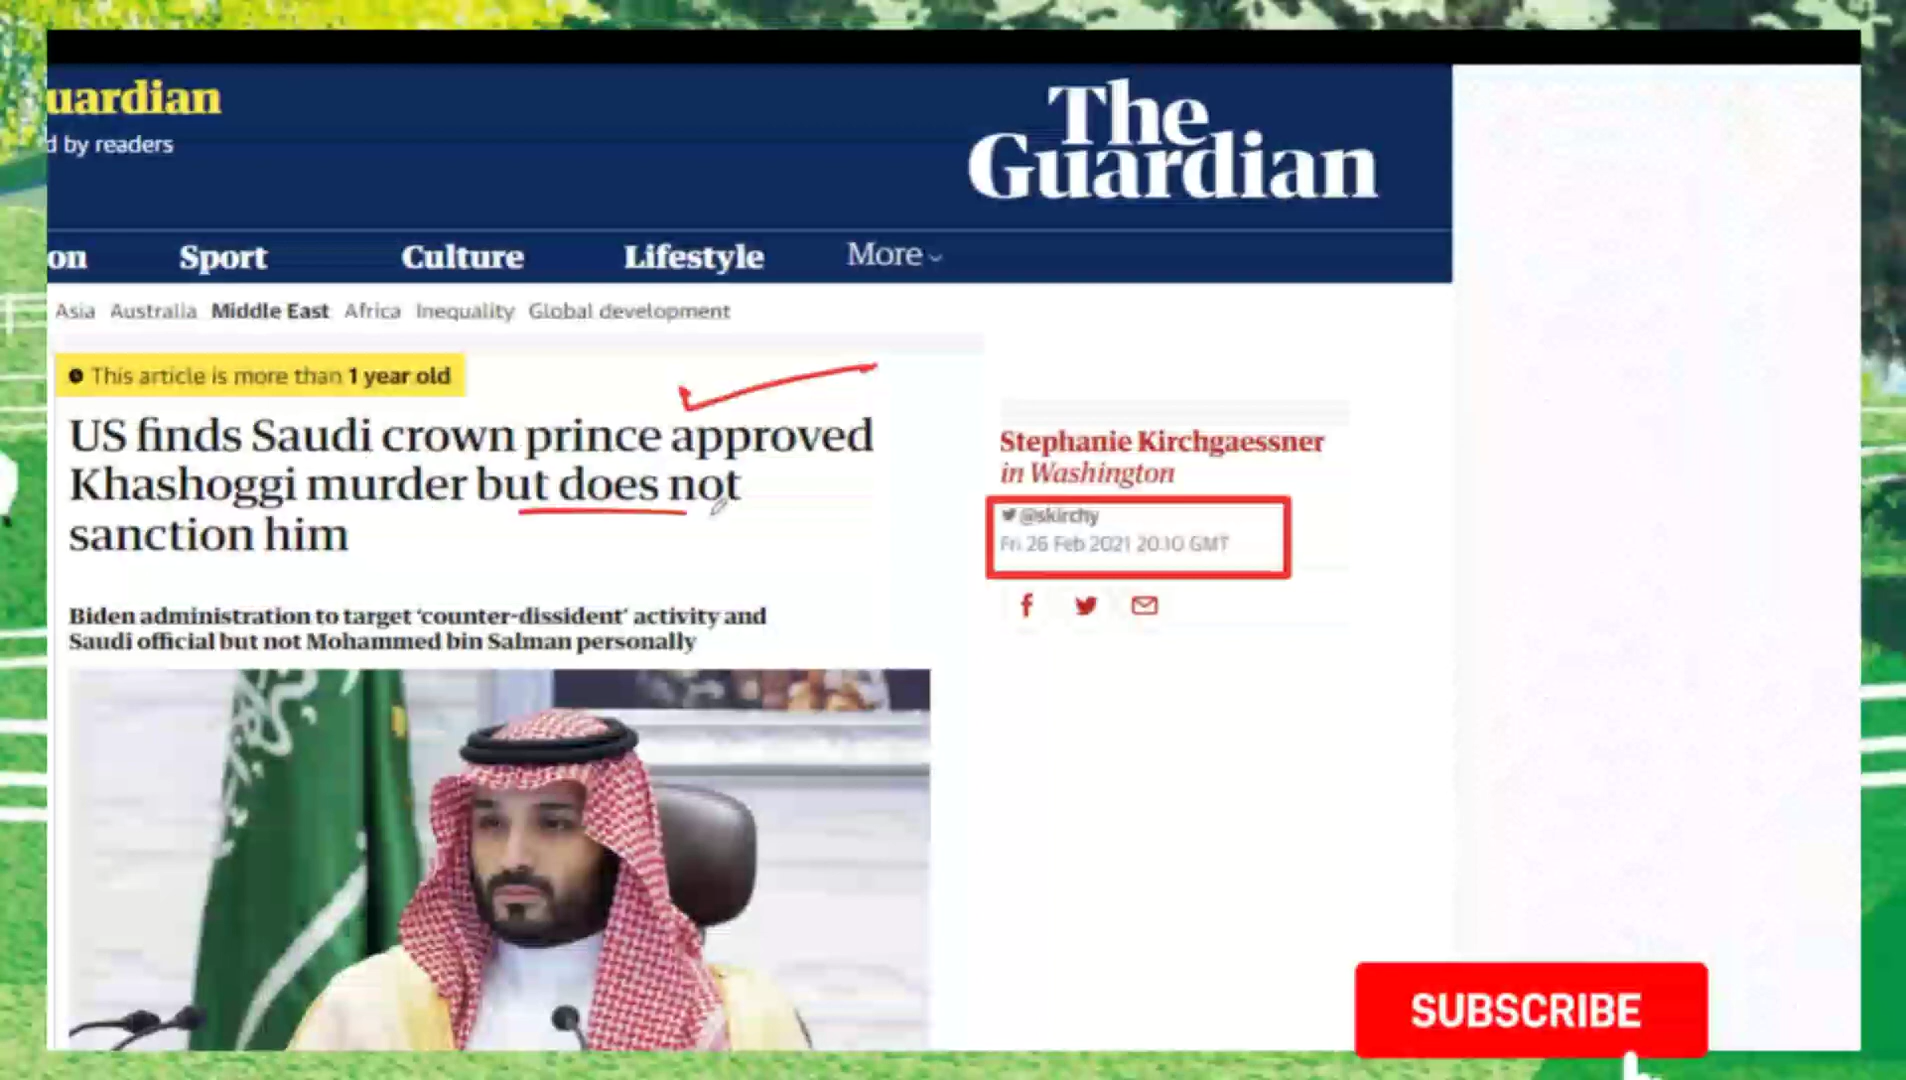 uardian
d by readers
The
Guardian
on Sport Culture Lifestyle More
Asia Australia Middle East Africa Inequality Global development
This article is more than 1 year old
US finds Saudi crown prince approved
Khashoggi murder but does not
sanction him
Stephanie Kirchgaessner
in Washington
@skirchy
Fri 26 Feb 2021 20.10 GMT
Biden administration to target ‘counter-dissident’ activity and
Saudi official but not Mohammed bin Salman personally
SUBSCRIBE